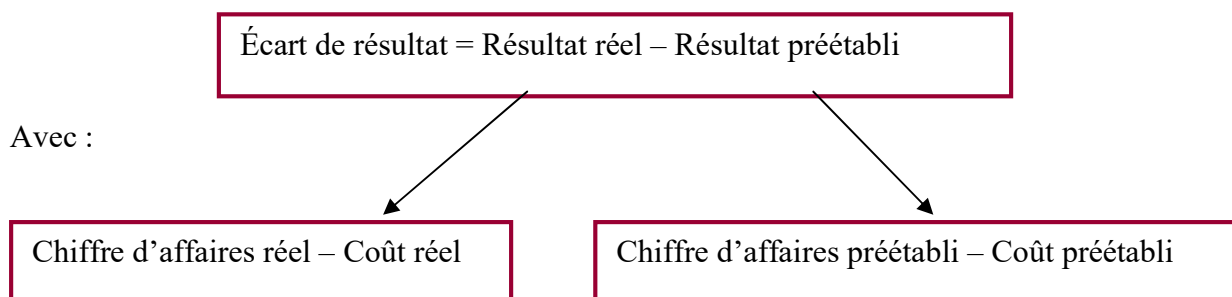 Écart de résultat = Résultat réel – Résultat préétabli
Avec :
Chiffre d’affaires réel – Coût réel
Chiffre d’affaires préétabli – Coût préétabli